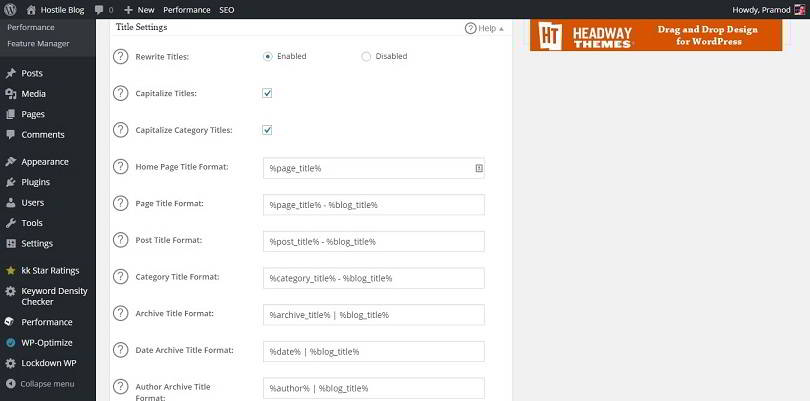 Hostile Blog 0 + New Performance SEO Howdy, Pramod
Performance
Feature Manager
Posts
Media
Pages
Comments
Appearance
Plugins
Users
Tools
Settings
kk Star Ratings
Keyword Density
Checker
Performance
WP-Optimize
Lockdown WP
Collapse menu
Title Settings
? Help
? Rewrite Titles: Enabled Disabled
? Capitalize Titles:
? Capitalize Category Titles:
? Home Page Title Format: %page_title%
? Page Title Format: %page_title% - %blog_title%
? Post Title Format: %post_title% - %blog_title%
? Category Title Format: %category_title% - %blog_title%
? Archive Title Format: %archive_title% | %blog_title%
? Date Archive Title Format: %date% | %blog_title%
? Author Archive Title %author% | %blog_title%
Format:
HT
HEADWAY
THEMES
Drag and Drop Design
for WordPress